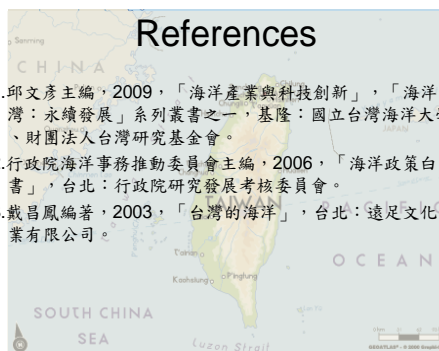 References
.邱文彥主編，2009，「海洋產業與科技創新」，「海洋
灣：永續發展」系列叢書之一，基隆：國立台灣海洋大學
、財團法人台灣研究基金會。
.行政院海洋事務推動委員會主編，2006，「海洋政策白
書」，台北：行政院研究發展考核委員會。
.戴昌鳳編著，2003，「台灣的海洋」，台北：遠足文化
業有限公司。
CHINA
JAPAN
TAIWAN
PACIFIC
OCEAN
T'ainan
P'ingtung
Kaohsiung
SOUTH CHINA
SEA
Luzon Strait